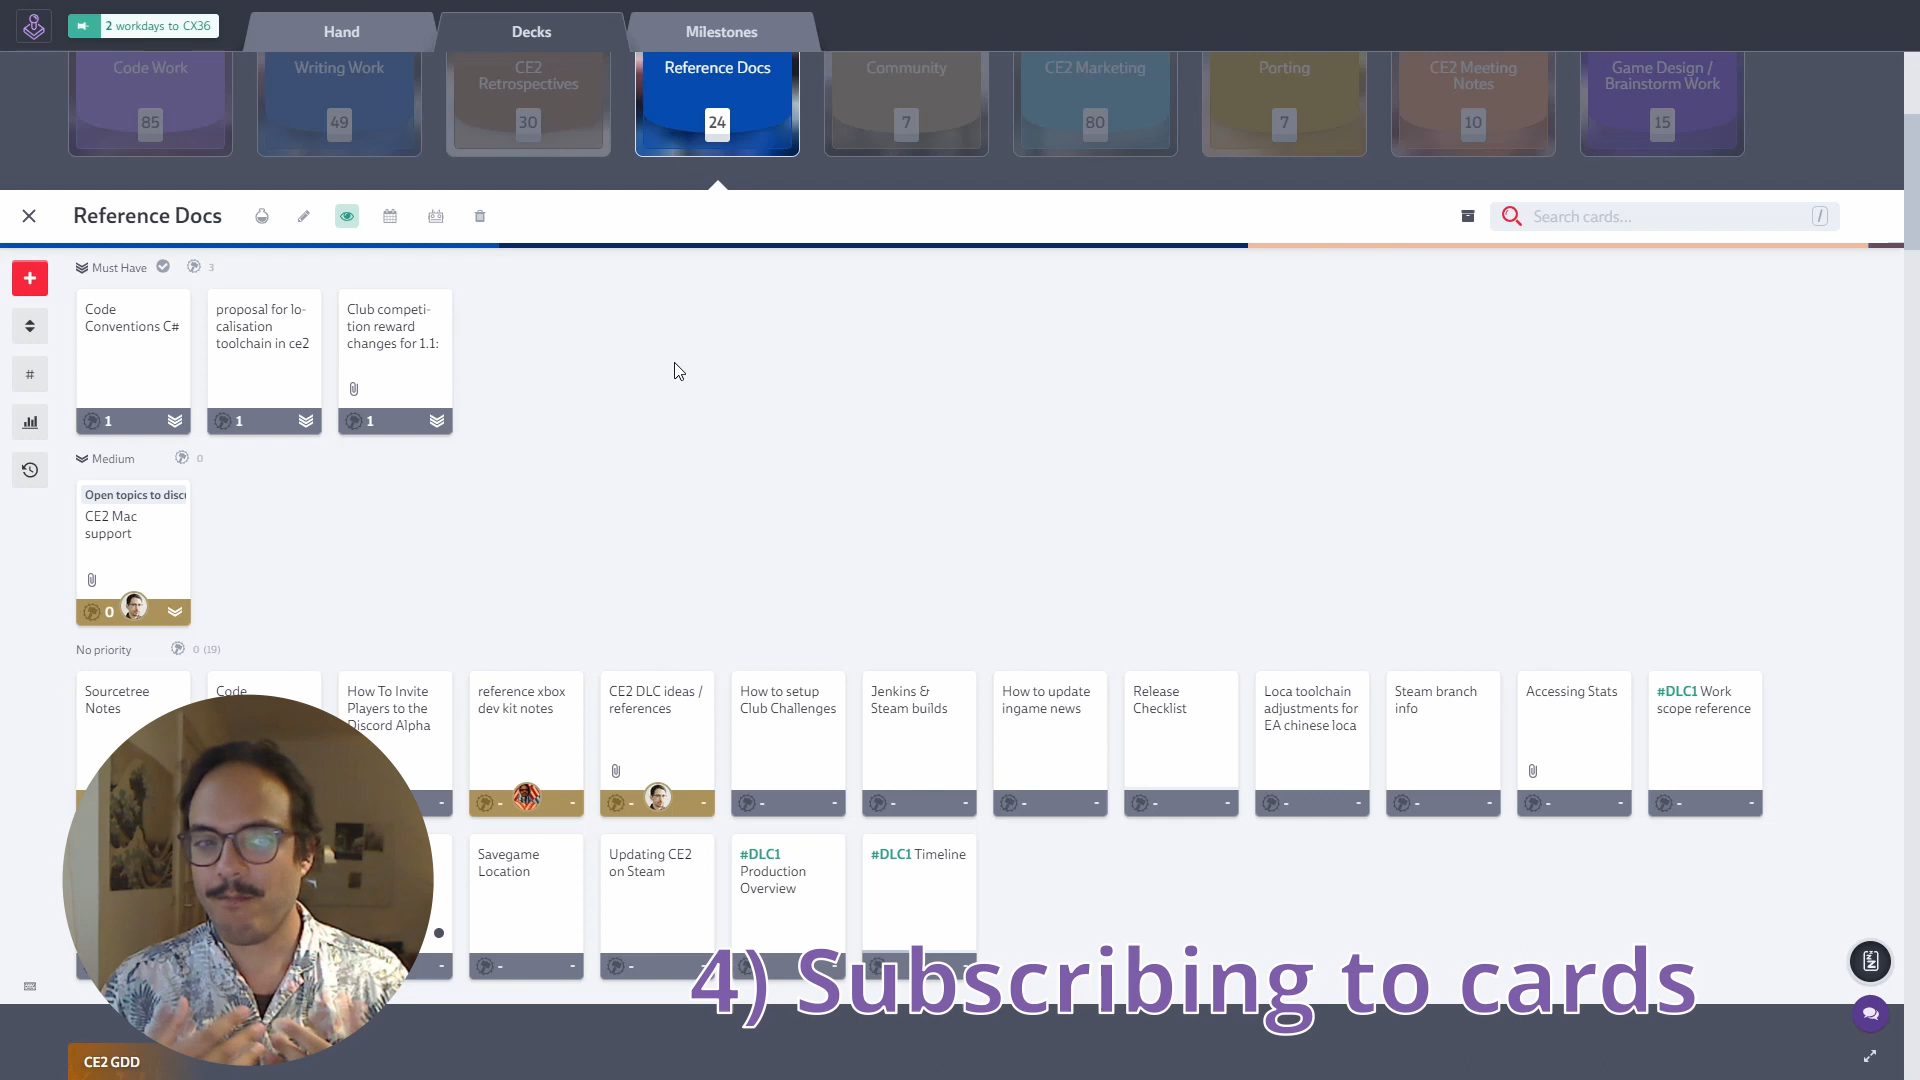 2 workdays to CX36
Hand
Decks
Milestones
Code Work
85
Writing Work
49
CE2
Retrospectives
30
Reference Docs
24
Community
7
CE2 Marketing
80
Porting
7
CE2 Meeting
Notes
10
Game Design /
Brainstorm Work
15
Reference Docs
Search cards...
/
Must Have
3
Code
Conventions C#
1
proposal for lo-
calisation
toolchain in ce2
1
Club competi-
tion reward
changes for 1.1:
1
Medium
0
Open topics to disc
CE2 Mac
support
0
No priority
0 (19)
Sourcetree
Notes
Code
How To Invite
Players to the
Discord Alpha
-
reference xbox
dev kit notes
- -
CE2 DLC ideas /
references
- -
How to setup
Club Challenges
- -
Jenkins &
Steam builds
- -
How to update
ingame news
- -
Release
Checklist
- -
Loca toolchain
adjustments for
EA chinese loca
- -
Steam branch
info
- -
Accessing Stats
- -
#DLC1 Work
scope reference
- -
-
Savegame
Location
- -
Updating CE2
on Steam
-
#DLC1
Production
Overview
#DLC1 Timeline
4) Subscribing to cards
CE2 GDD